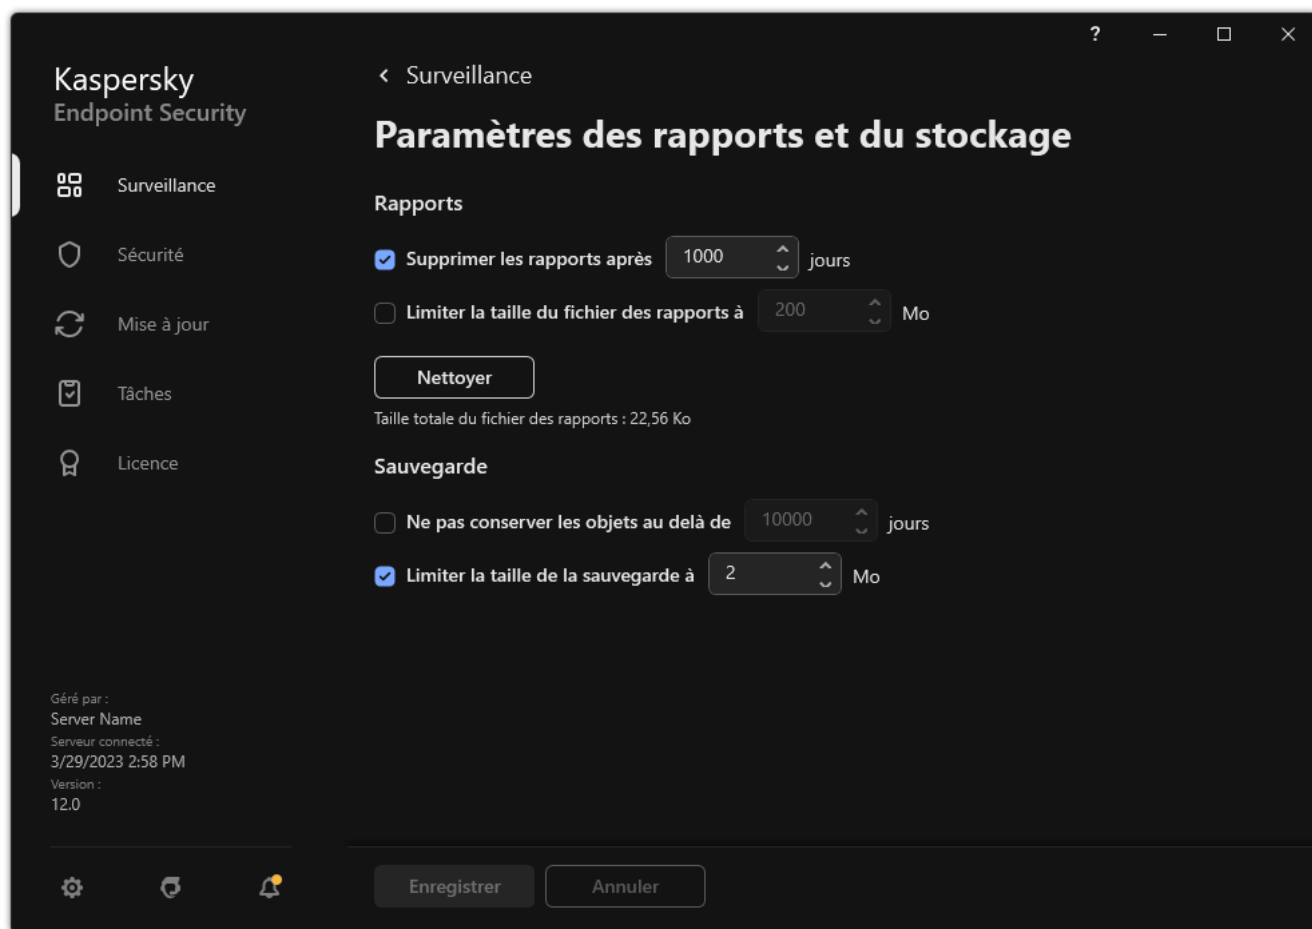 ?
Kaspersky
Endpoint Security
Surveillance
Sécurité
Mise à jour
Tâches
Licence
Géré par :
Server Name
Serveur connecté :
3/29/2023 2:58 PM
Version :
12.0
Surveillance
Paramètres des rapports et du stockage
Rapports
Supprimer les rapports après 1000 jours
Limiter la taille du fichier des rapports à 200 Mo
Nettoyer
Taille totale du fichier des rapports : 22,56 Ko
Sauvegarde
Ne pas conserver les objets au delà de 10000 jours
Limiter la taille de la sauvegarde à 2 Mo
Enregistrer Annuler